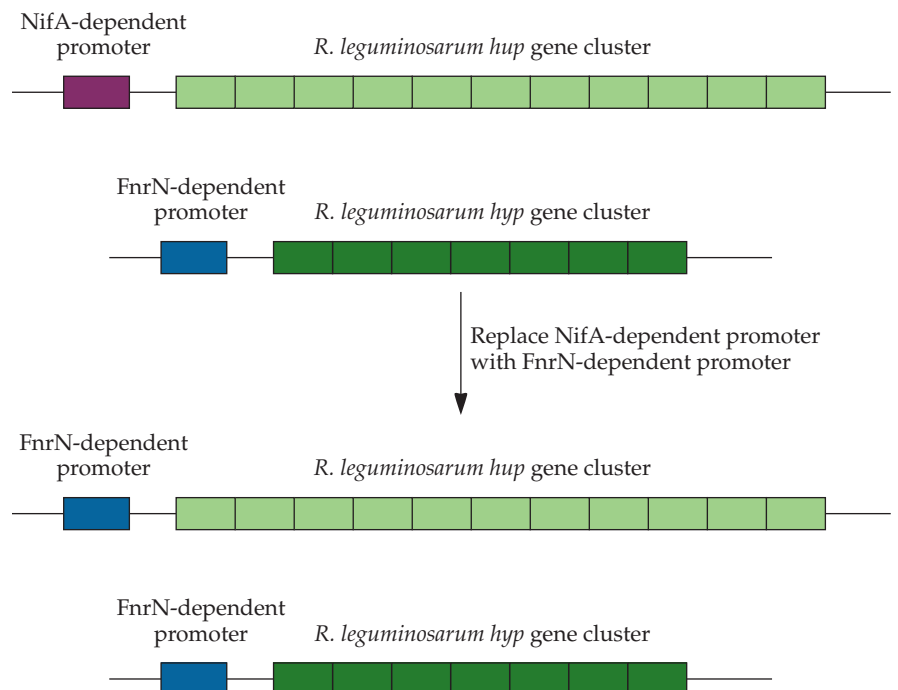 NifA-dependent
promoter
R. leguminosarum hup gene cluster
FnrN-dependent
promoter
R. leguminosarum hyp gene cluster
Replace NifA-dependent promoter
with FnrN-dependent promoter
FnrN-dependent
promoter
R. leguminosarum hup gene cluster
FnrN-dependent
promoter
R. leguminosarum hyp gene cluster